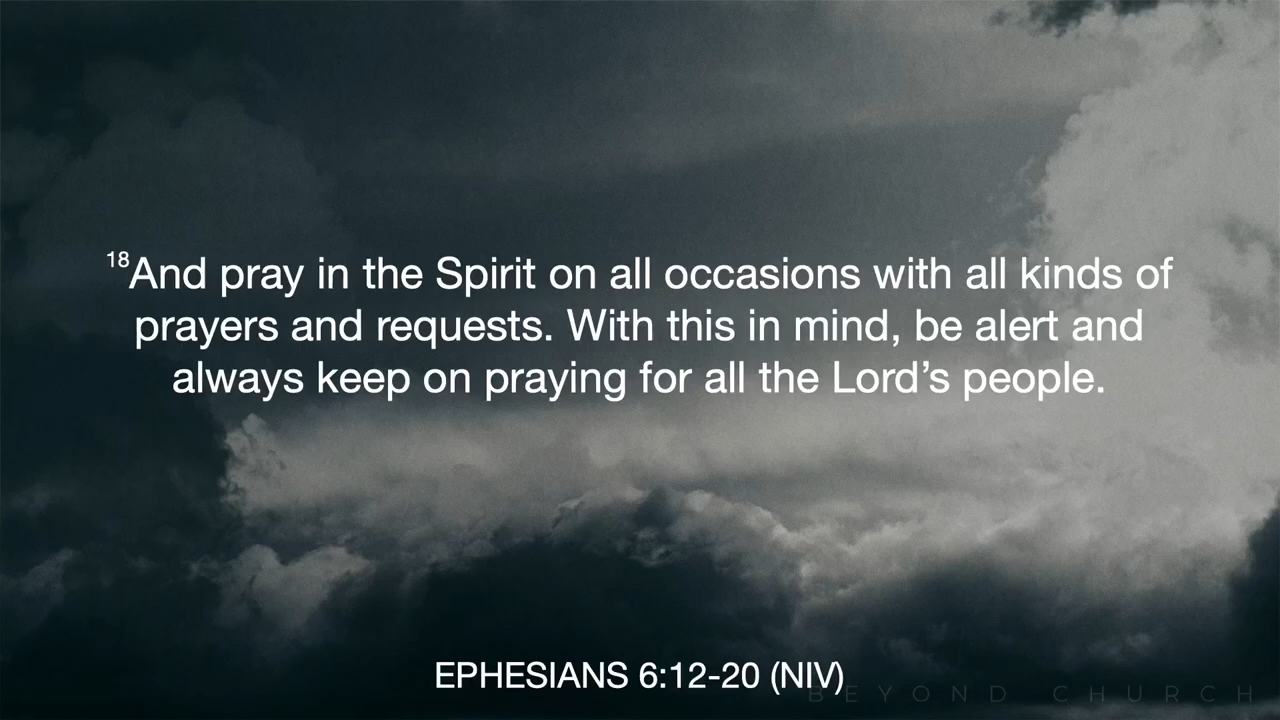 18And pray in the Spirit on all occasions with all kinds of
prayers and requests. With this in mind, be alert and
always keep on praying for all the Lord’s people.
EPHESIANS 6:12-20 (NIV)
BEYOND CHURCH